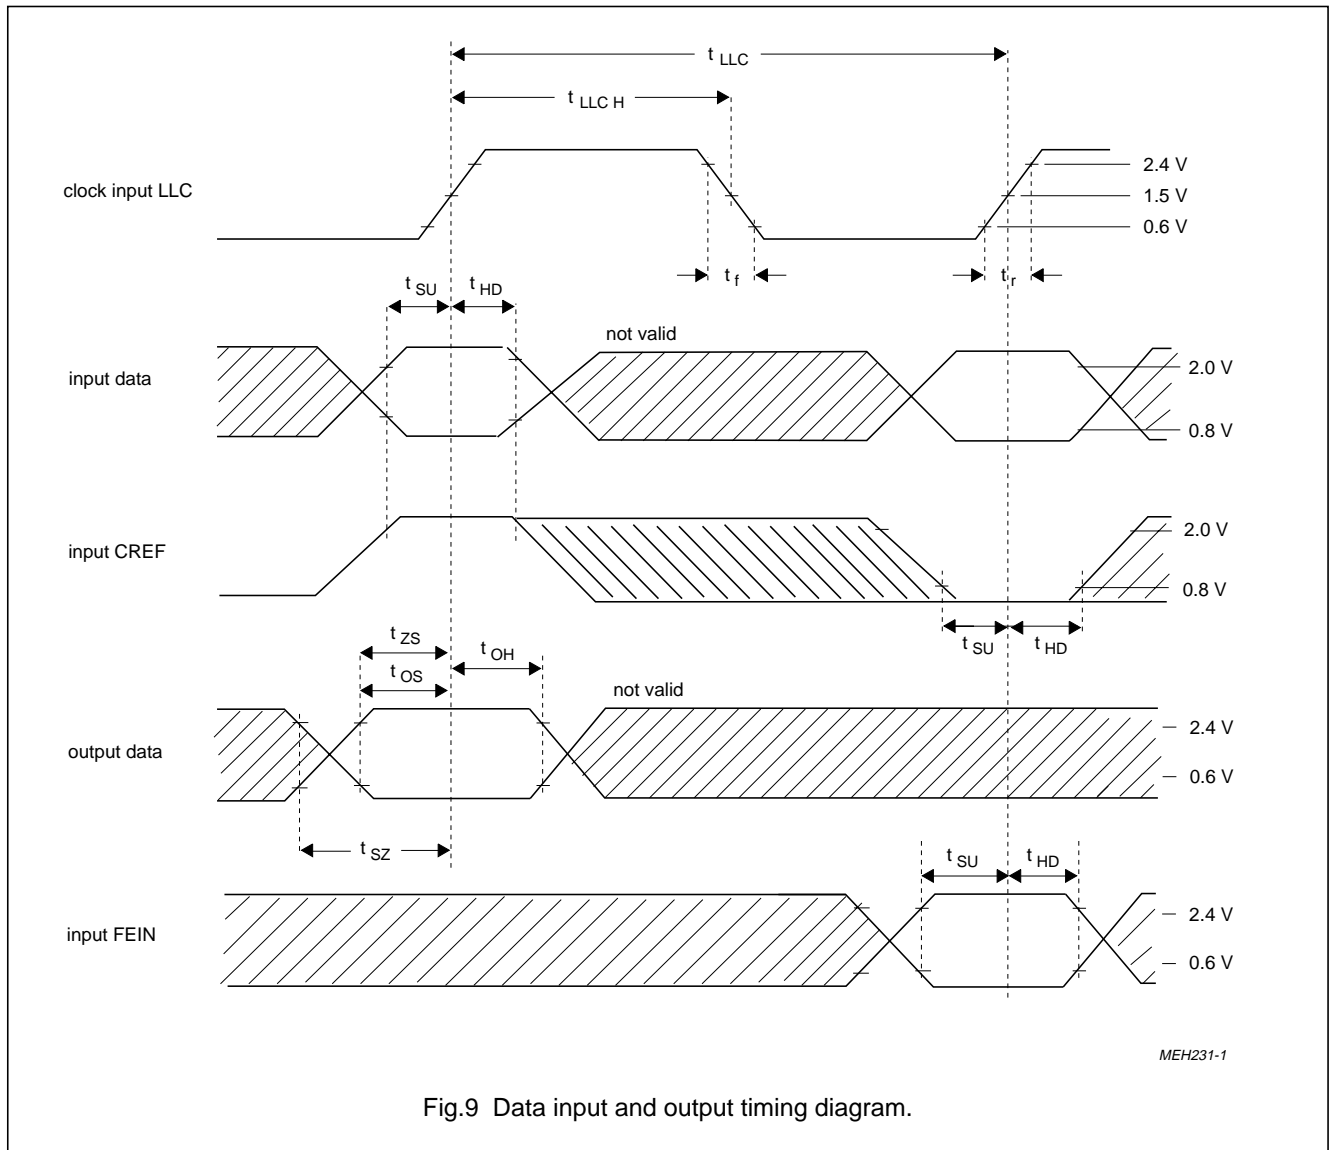 t LLC
t LLC H
clock input LLC
2.4 V
1.5 V
0.6 V
t f
t r
t SU
t HD
not valid
input data
2.0 V
0.8 V
input CREF
2.0 V
0.8 V
t SU
t HD
t ZS
t OH
t OS
not valid
output data
2.4 V
0.6 V
t SZ
t SU
t HD
input FEIN
2.4 V
0.6 V
MEH231-1
Fig.9 Data input and output timing diagram.